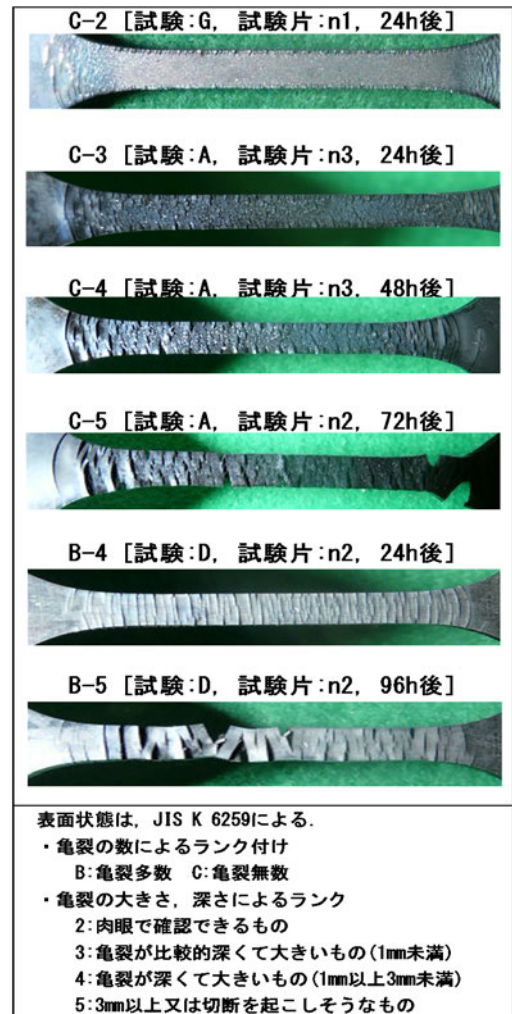 C-2 [試験:G, 試験片:n1, 24h後]
C-3 [試験:A, 試験片:n3, 24h後]
C-4 [試験:A, 試験片:n3, 48h後]
C-5 [試験:A, 試験片:n2, 72h後]
B-4 [試験:D, 試験片:n2, 24h後]
B-5 [試験:D, 試験片:n2, 96h後]
表面状態は, JIS K 6259による.
・亀裂の数によるランク付け
B:亀裂多数 C:亀裂無数
・亀裂の大きさ, 深さによるランク
2:肉眼で確認できるもの
3:亀裂が比較的深くて大きいもの(1mm未満)
4:亀裂が深くて大きいもの(1mm以上3mm未満)
5:3mm以上又は切断を起こしそうなもの